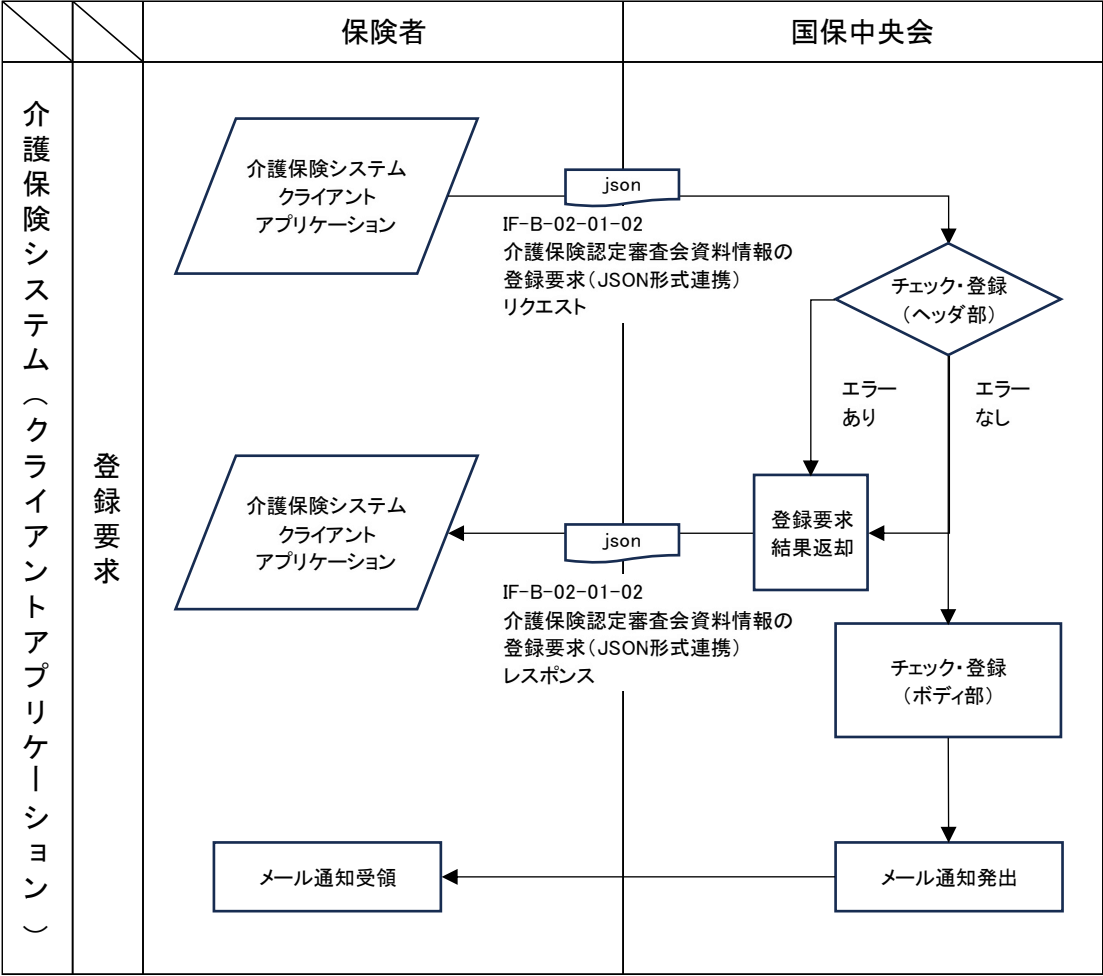 保険者
国保中央会
介護保険システム（クライアントアプリケーション）
登録要求
介護保険システム
クライアント
アプリケーション
json
IF-B-02-01-02
介護保険認定審査会資料情報の
登録要求（JSON形式連携）
リクエスト
チェック・登録
（ヘッダ部）
エラー
あり
エラー
なし
介護保険システム
クライアント
アプリケーション
json
登録要求
結果返却
IF-B-02-01-02
介護保険認定審査会資料情報の
登録要求（JSON形式連携）
レスポンス
チェック・登録
（ボディ部）
メール通知受領
メール通知発出